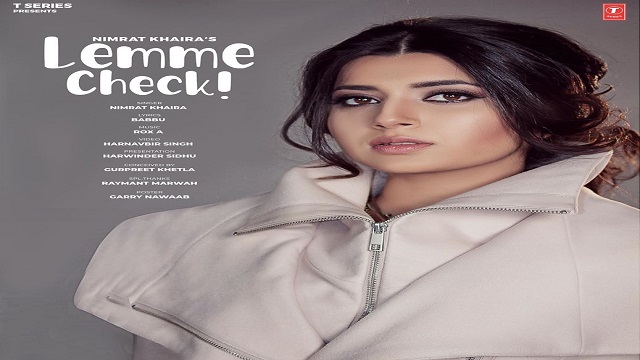 T SERIES
PRESENTS
NIMRAT KHAIRA'S
Lemme
Check!
SINGER
NIMRAT KHAIRA
LYRICS
BABBU
MUSIC
ROX A
VIDEO
HARNAVBIR SINGH
PRESENTATION
HARWINDER SIDHU
CONCEIVED BY
GURPREET KHETLA
SPL.THANKS
RAYMANT MARWAH
POSTER
GARRY NAWAAB
T